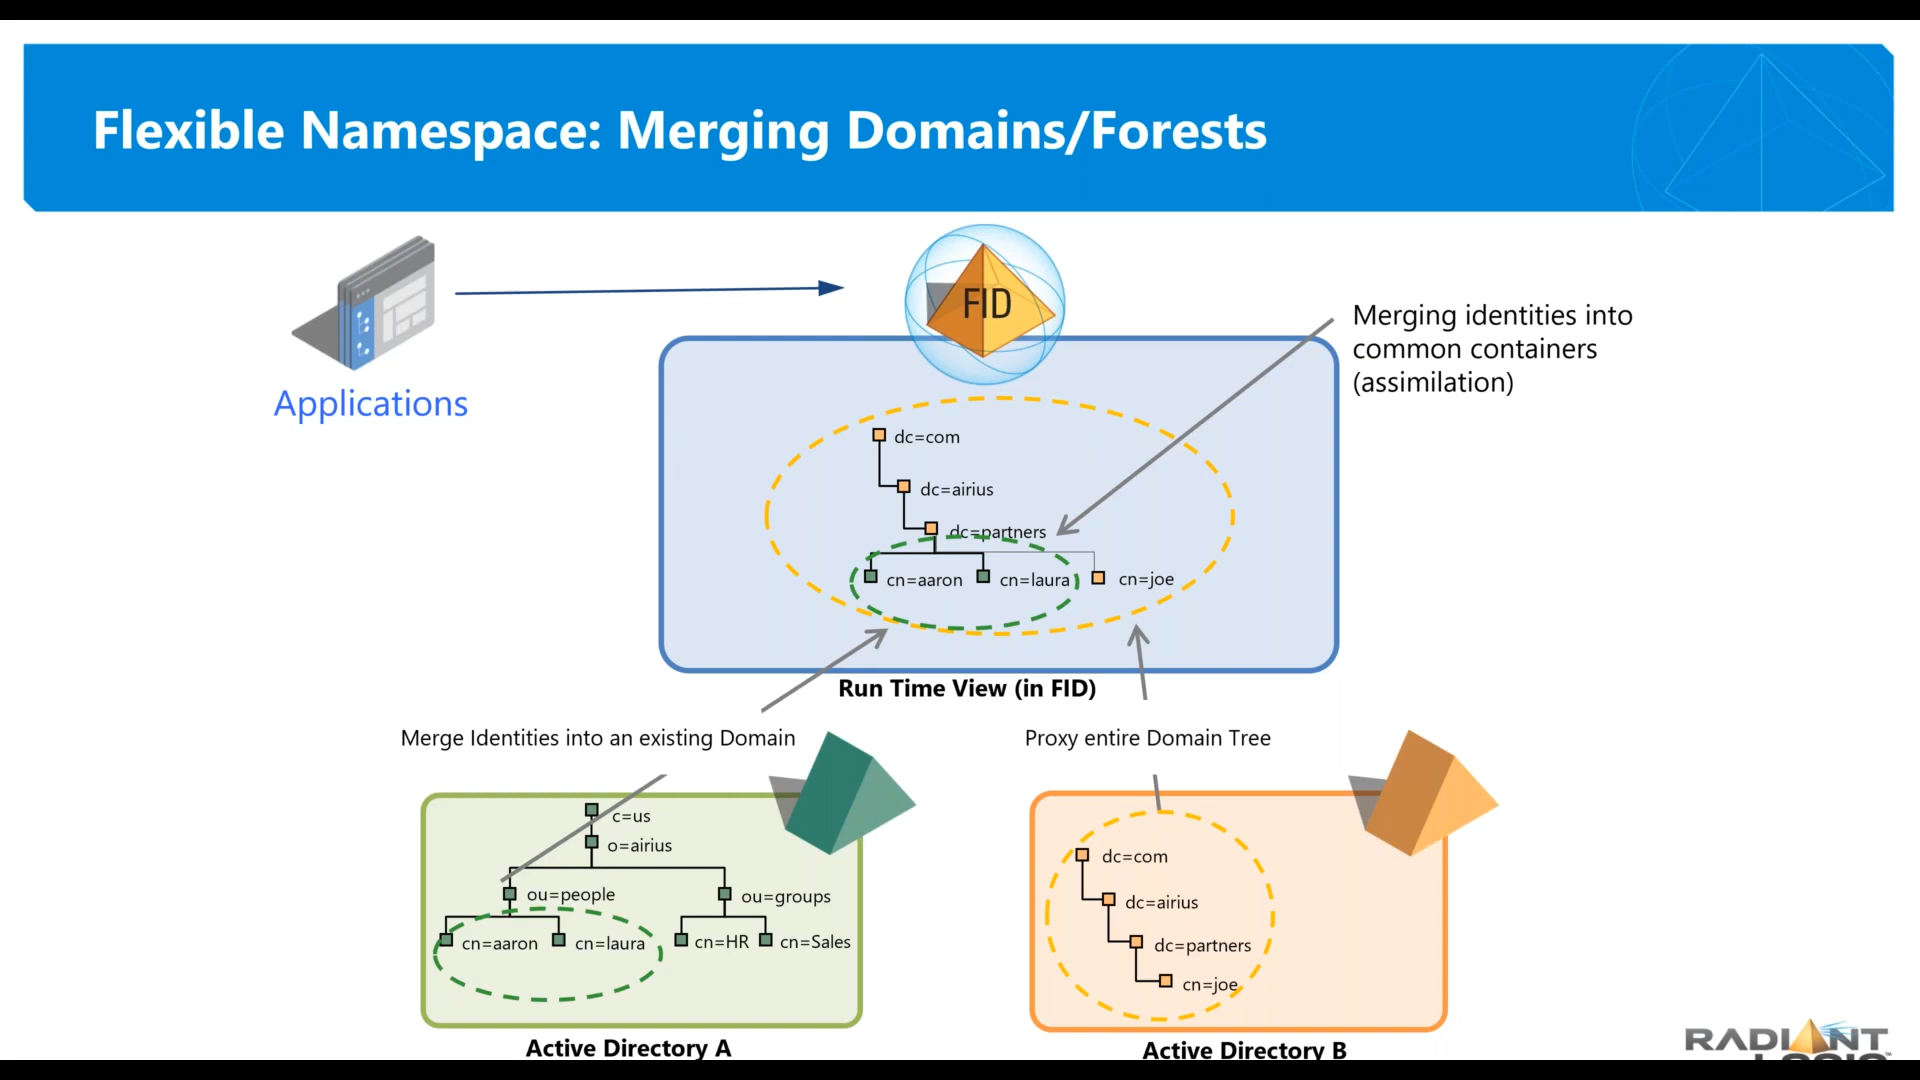 Flexible Namespace: Merging Domains/Forests
FID
Applications
Merging identities into
common containers
(assimilation)
dc=com
dc=airius
dc=partners
cn=aaron
cn=laura
cn=joe
Run Time View (in FID)
Merge Identities into an existing Domain
Proxy entire Domain Tree
c=us
o=airius
ou=people
ou=groups
cn=aaron
cn=laura
cn=HR
cn=Sales
Active Directory A
dc=com
dc=airius
dc=partners
cn=joe
Active Directory B
RADIANT
LOGIC